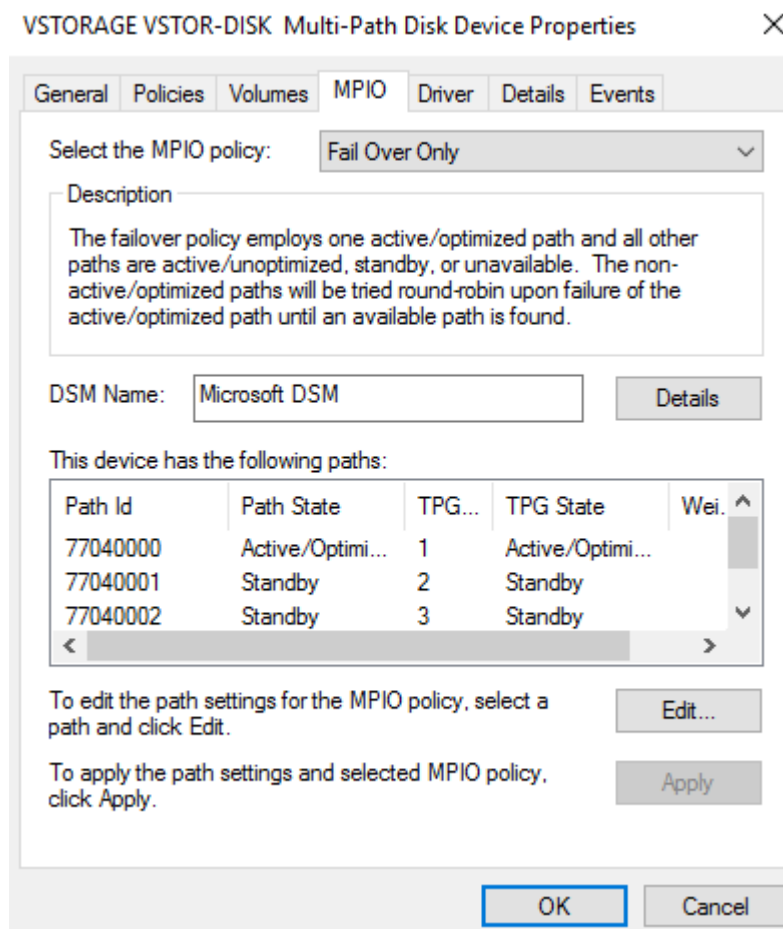 VSTORAGE VSTOR-DISK Multi-Path Disk Device Properties
General Policies Volumes MPIO Driver Details Events
Select the MPIO policy: Fail Over Only
Description
The failover policy employs one active/optimized path and all other
paths are active/unoptimized, standby, or unavailable. The non-
active/optimized paths will be tried round-robin upon failure of the
active/optimized path until an available path is found.
DSM Name: Microsoft DSM Details
This device has the following paths:
Path Id Path State TPG... TPG State Wei.
77040000 Active/Optimi... 1 Active/Optimi...
77040001 Standby 2 Standby
77040002 Standby 3 Standby
To edit the path settings for the MPIO policy, select a
path and click Edit.
Edit...
To apply the path settings and selected MPIO policy,
click Apply.
Apply
OK Cancel